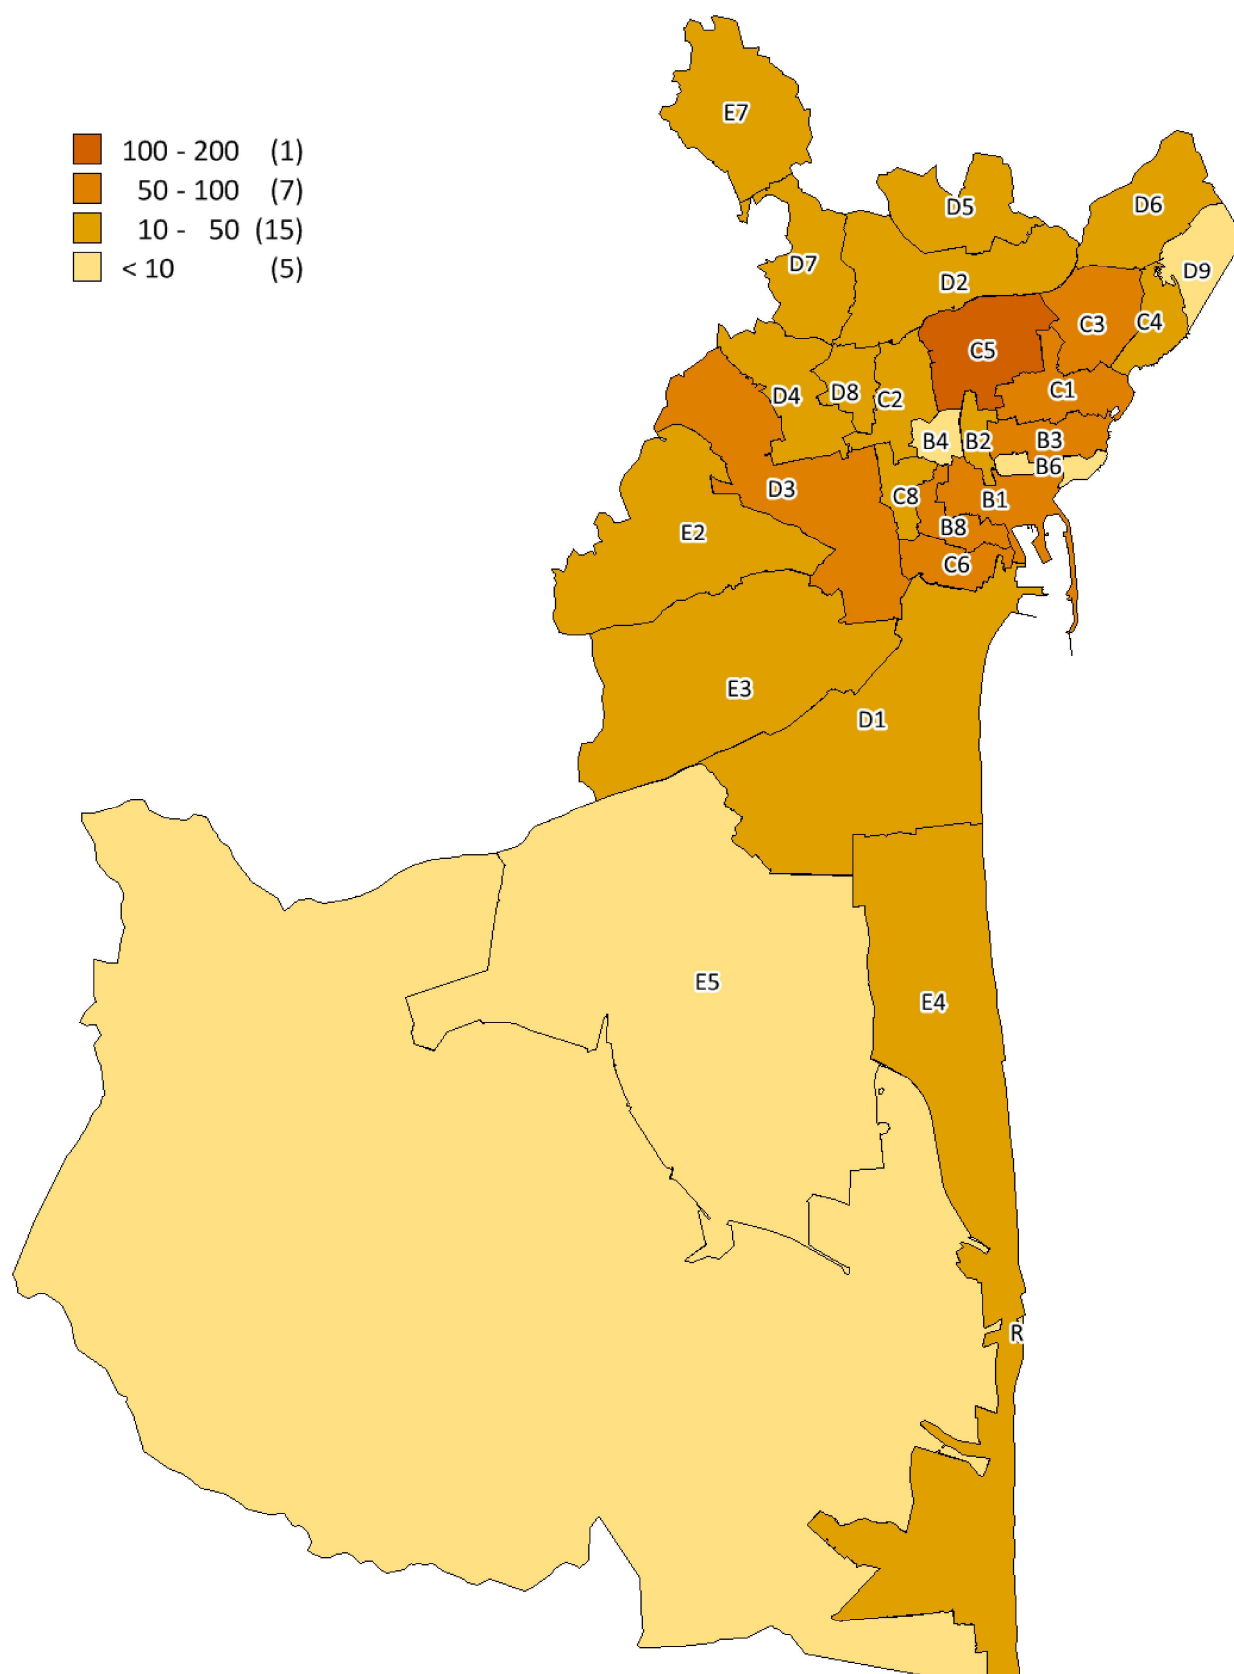 100 - 200 (1)
50 - 100 (7)
10 - 50 (15)
< 10 (5)
E7
D5
D6
D7
D2
D9
C5
C3
C4
D4
D8
C2
C1
B4
B2
B3
B6
D3
C8
B1
E2
B8
C6
E3
D1
E5
E4
R